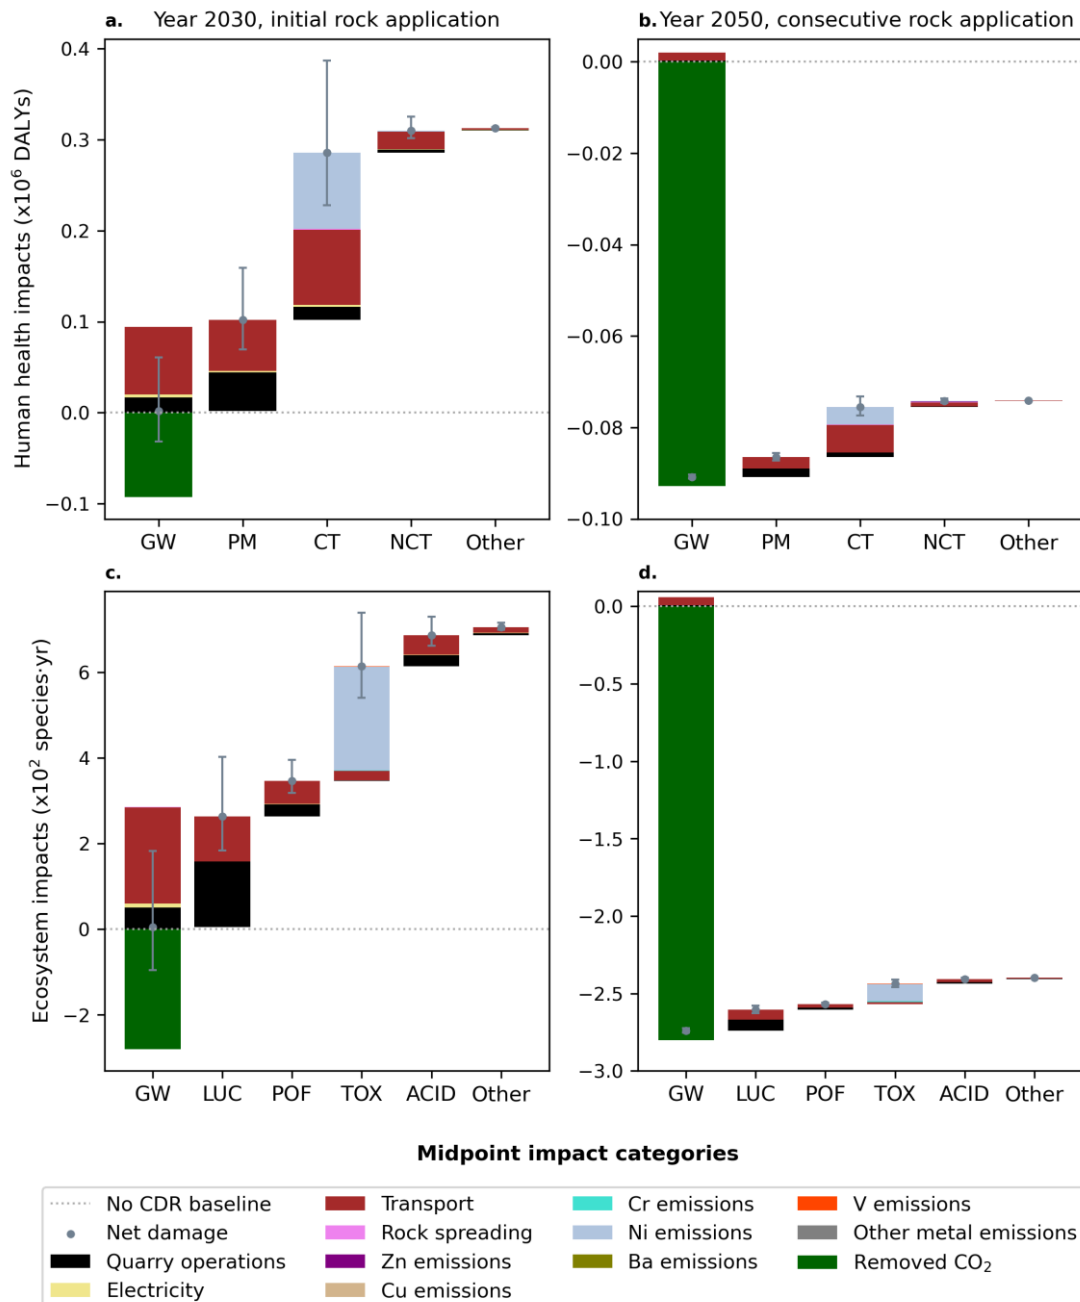 a. Year 2030, initial rock application
b. Year 2050, consecutive rock application
Human health impacts (x10⁶ DALYs)
0.4
0.3
0.2
0.1
0.0
−0.1
GW PM CT NCT Other
0.00
−0.02
−0.04
−0.06
−0.08
−0.10
GW PM CT NCT Other
c.
Ecosystem impacts (x10² species·yr)
6
4
2
0
−2
GW LUC POF TOX ACID Other
d.
0.0
−0.5
−1.0
−1.5
−2.0
−2.5
−3.0
GW LUC POF TOX ACID Other
Midpoint impact categories
No CDR baseline
Net damage
Quarry operations
Electricity
Transport
Rock spreading
Zn emissions
Cu emissions
Cr emissions
Ni emissions
Ba emissions
V emissions
Other metal emissions
Removed CO₂